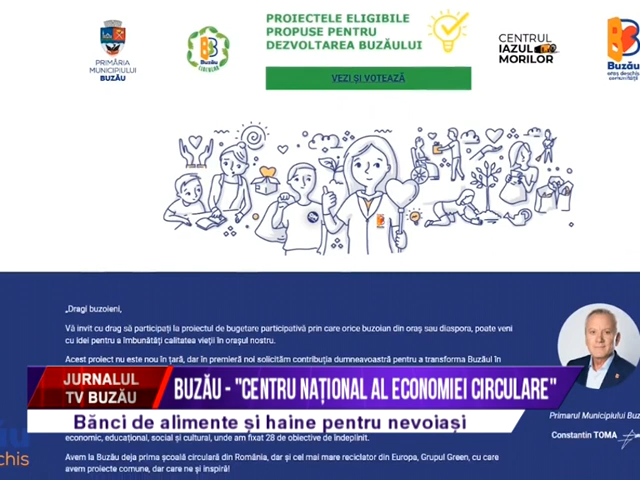 PROIECTELE ELIGIBILE
PROPUSE PENTRU
DEZVOLTAREA BUZĂULUI
VEZI ȘI VOTEAZĂ
PRIMĂRIA
MUNICIPIULUI
BUZĂU
CENTRUL
IAZUL
MORILOR
Buzău
oraș deschis
comunității
„Dragi buzoieni,
Vă invit cu drag să participați la proiectul de bugetare participativă prin care orice buzoian din oraș sau diaspora, poate veni
cu idei pentru a îmbunătăți calitatea vieții în orașul nostru.
Acest proiect nu este nou în țară, dar în premieră noi solicităm contribuția dumneavoastră pentru a transforma Buzăul în
JURNALUL
TV BUZĂU
BUZĂU - "CENTRU NAȚIONAL AL ECONOMIEI CIRCULARE"
Bănci de alimente și haine pentru nevoiași
economic, educațional, social și cultural, unde am fixat 28 de obiective de îndeplinit.
Avem la Buzău deja prima școală circulară din România, dar și cel mai mare reciclator din Europa, Grupul Green, cu care
avem proiecte comune, dar care ne și inspiră!
Primarul Municipiului Buz
Constantin TOMA